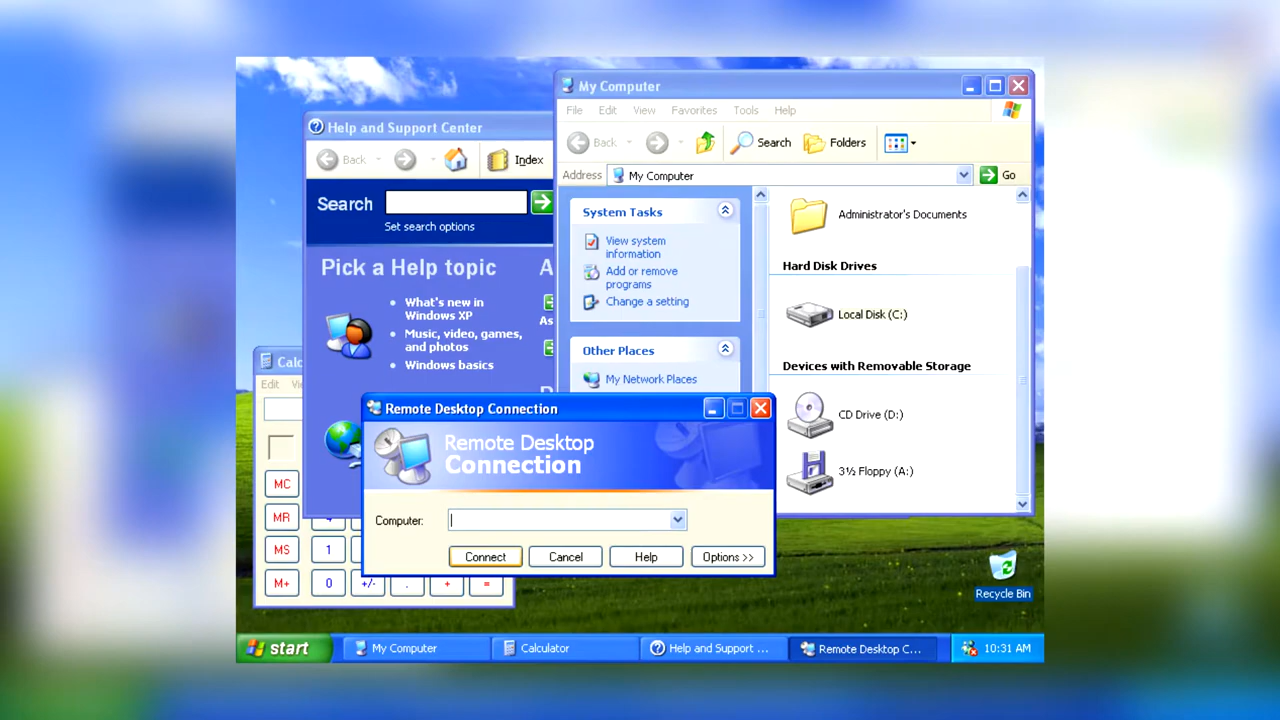 My Computer
File Edit View Favorites Tools Help
Back Search Folders
Address My Computer Go
System Tasks
View system
information
Add or remove
programs
Change a setting
Other Places
My Network Places
Administrator's Documents
Hard Disk Drives
Local Disk (C:)
Devices with Removable Storage
CD Drive (D:)
3½ Floppy (A:)
Help and Support Center
Back Index
Search
Set search options
Pick a Help topic
What's new in
Windows XP
Music, video, games,
and photos
Windows basics
A
As
Calc
Edit
MC
MR
MS 1
M+ 0 +/- . + =
Remote Desktop Connection
Remote Desktop
Connection
Computer:
Connect Cancel Help Options >>
Recycle Bin
start My Computer Calculator Help and Support ... Remote Desktop C... 10:31 AM